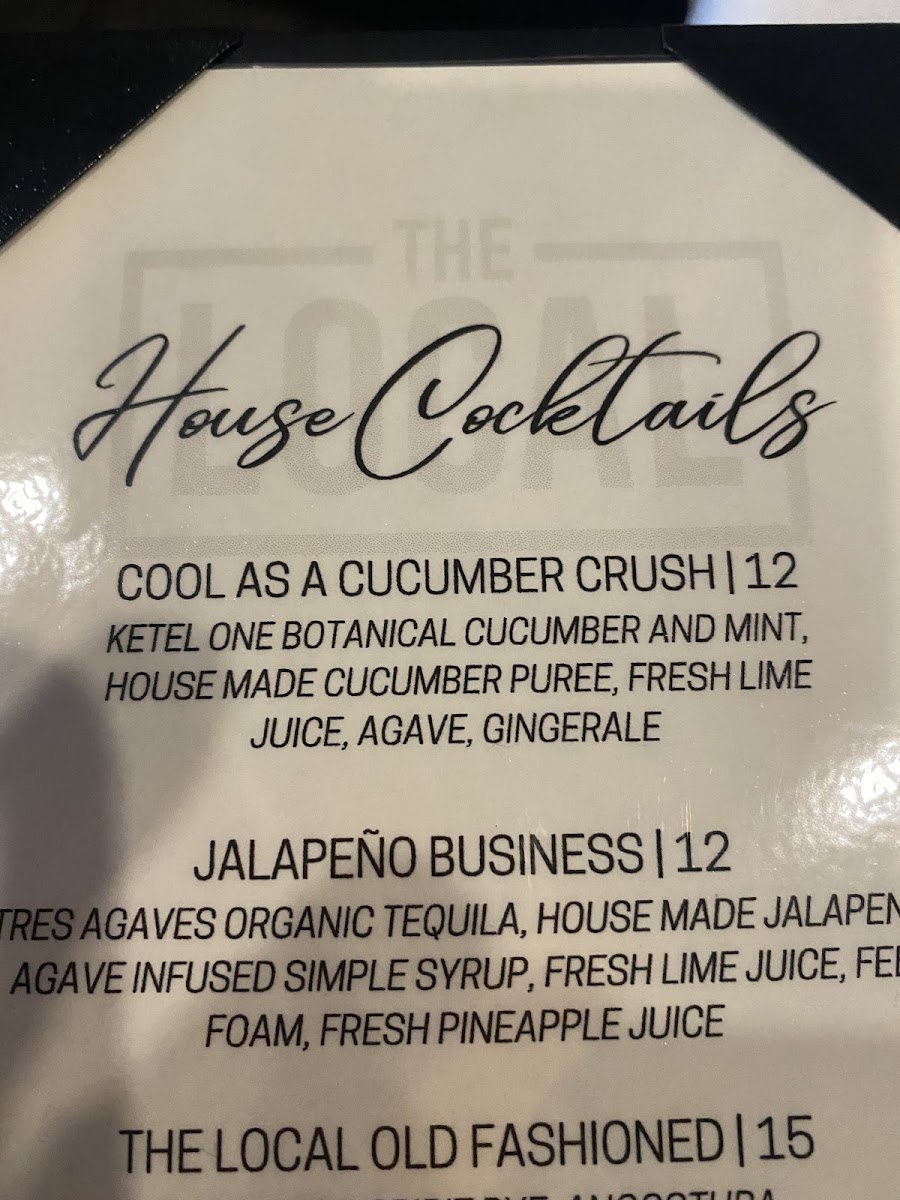 THE
LOCAL
House Cocktails
COOL AS A CUCUMBER CRUSH | 12
KETEL ONE BOTANICAL CUCUMBER AND MINT,
HOUSE MADE CUCUMBER PUREE, FRESH LIME
JUICE, AGAVE, GINGERALE
JALAPEÑO BUSINESS | 12
TRES AGAVES ORGANIC TEQUILA, HOUSE MADE
AGAVE INFUSED SIMPLE SYRUP, FRESH LIME JUICE,
FOAM, FRESH PINEAPPLE JUICE
THE LOCAL OLD FASHIONED | 15
RYE, ANGOSTURA